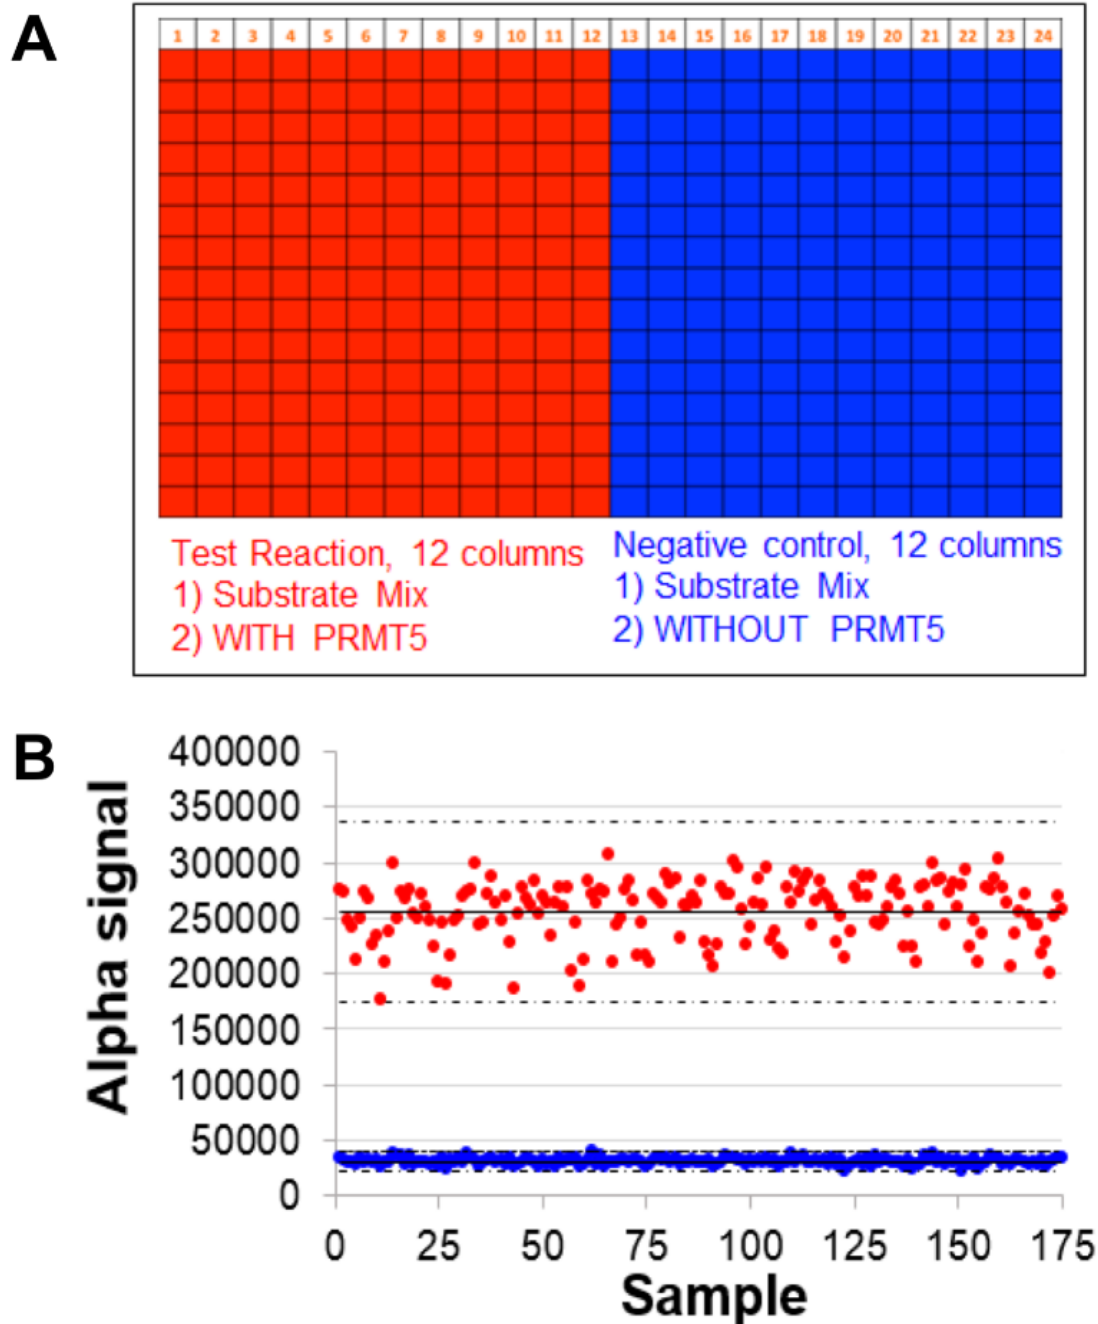 A
1 2 3 4 5 6 7 8 9 10 11 12 13 14 15 16 17 18 19 20 21 22 23 24
Test Reaction, 12 columns
1) Substrate Mix
2) WITH PRMT5
Negative control, 12 columns
1) Substrate Mix
2) WITHOUT PRMT5
B
Alpha signal
400000
350000
300000
250000
200000
150000
100000
50000
0
0 25 50 75 100 125 150 175
Sample